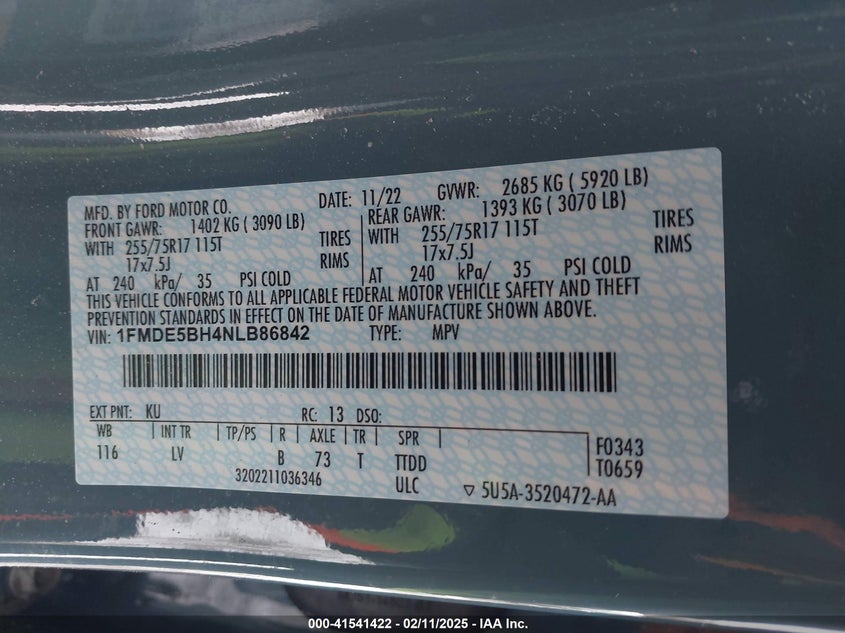 MFD. BY FORD MOTOR CO. DATE: 11/22 GVWR: 2685 KG ( 5920 LB)
FRONT GAWR: 1402 KG ( 3090 LB) REAR GAWR: 1393 KG ( 3070 LB)
WITH 255/75R17 115T TIRES WITH 255/75R17 115T TIRES
17x7.5J RIMS 17x7.5J RIMS
AT 240 kPa/ 35 PSI COLD AT 240 kPa/ 35 PSI COLD
THIS VEHICLE CONFORMS TO ALL APPLICABLE FEDERAL MOTOR VEHICLE SAFETY AND THEFT
PREVENTION STANDARDS IN EFFECT ON THE DATE OF MANUFACTURE SHOWN ABOVE.
VIN: 1FMDE5BH4NLB86842 TYPE: MPV
EXT PNT: KU RC: 13 DSO:
WB INT TR TP/PS R AXLE TR SPR F0343
116 LV B 73 T TTDD T0659
3202211036346 ULC ▽ 5U5A-3520472-AA
000-41541422 - 02/11/2025 - IAA Inc.